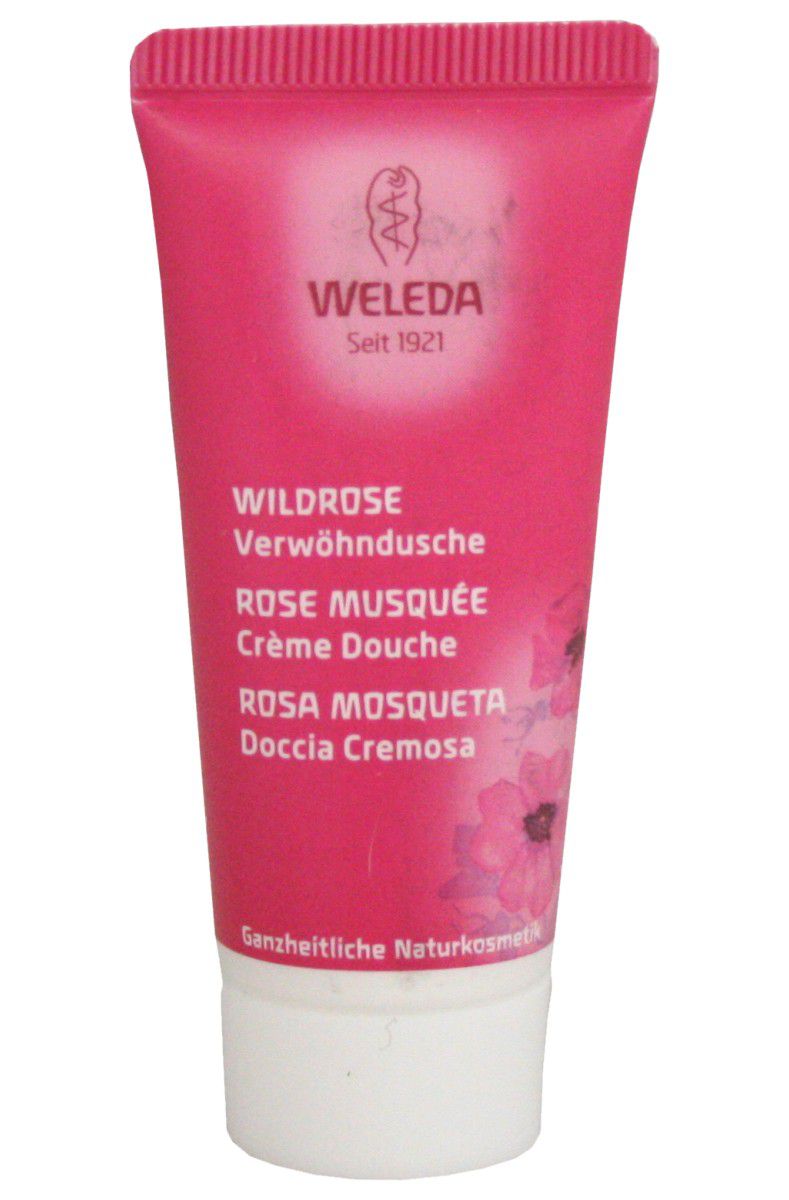 WELEDA
Seit 1921
WILDROSE
Verwöhndusche
ROSE MUSQUÉE
Crème Douche
ROSA MOSQUETA
Doccia Cremosa
Ganzheitliche Naturkosmetik